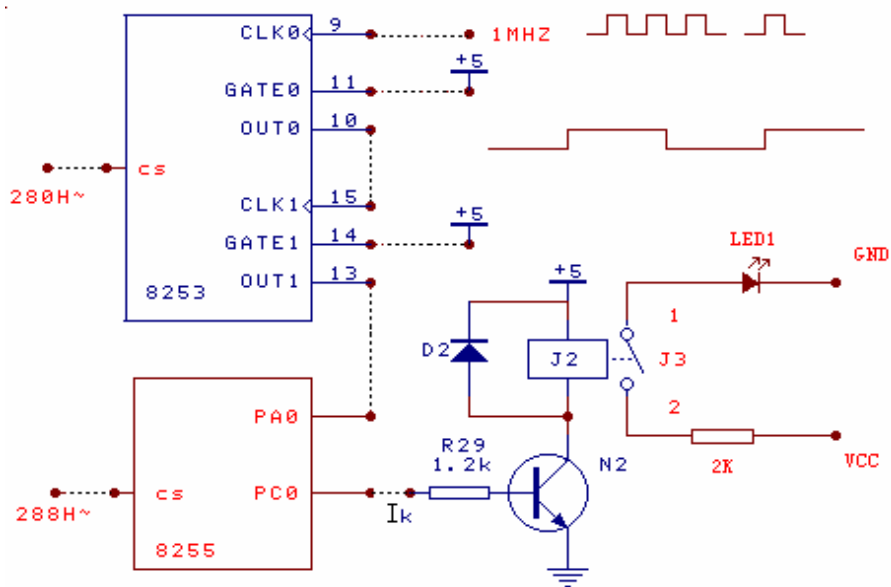 CLK0 9 1MHZ
GATE0 11 +5
OUT0 10
cs
280H~
CLK1 15
GATE1 14 +5
OUT1 13
8253
LED1
GND
+5
1
D2
J2
J3
2
PA0
R29
1.2k
N2
2K
VCC
cs
PC0
288H~
Ik
8255